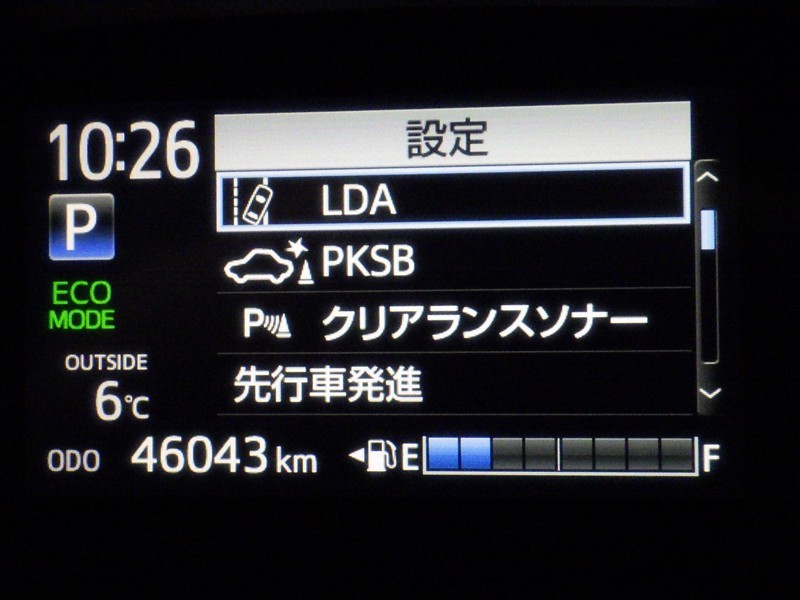 10:26
設定
LDA
P
PKSB
ECO
MODE
P
クリアランスソナー
OUTSIDE
6℃
先行車発進
ODO 46043 km
E
F